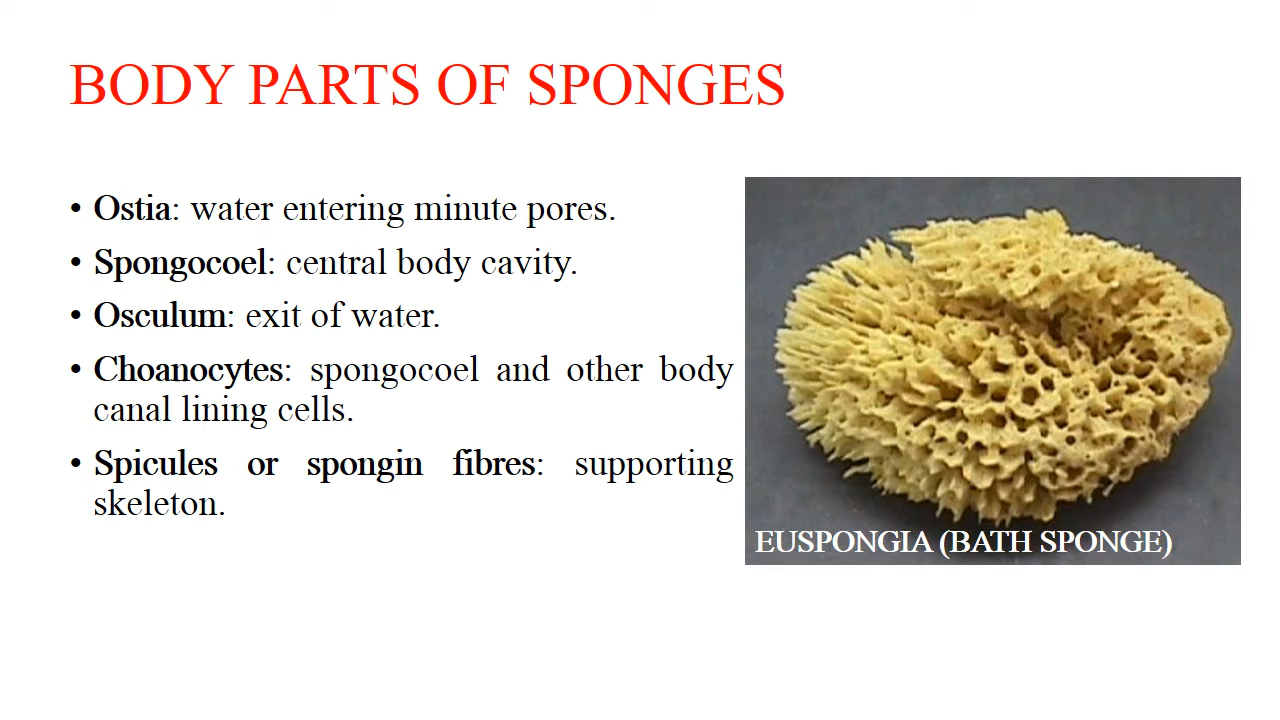 BODY PARTS OF SPONGES
• Ostia: water entering minute pores.
• Spongocoel: central body cavity.
• Osculum: exit of water.
• Choanocytes: spongocoel and other body
canal lining cells.
• Spicules or spongin fibres: supporting
skeleton.
EUSPONGIA (BATH SPONGE)